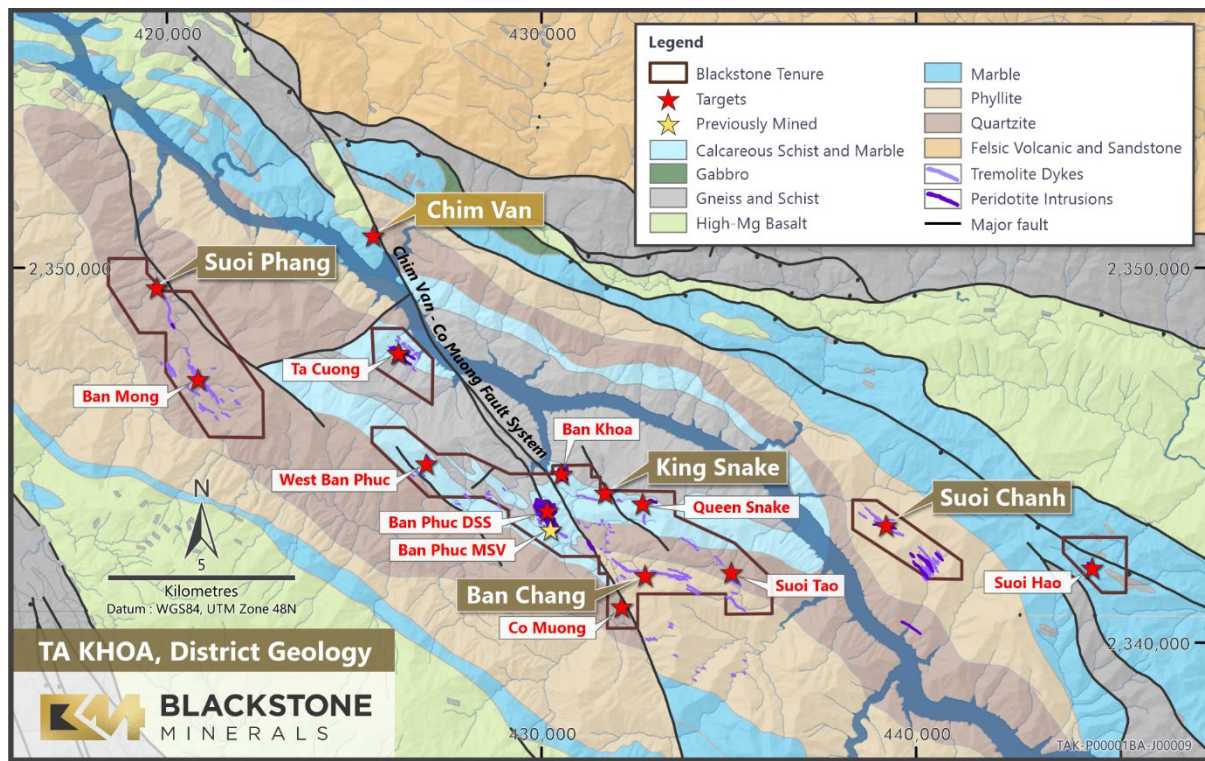 420,000
430,000
Legend
Blackstone Tenure
Targets
Previously Mined
Calcareous Schist and Marble
Gabbro
Gneiss and Schist
High-Mg Basalt
Marble
Phyllite
Quartzite
Felsic Volcanic and Sandstone
Tremolite Dykes
Peridotite Intrusions
Major fault
Chim Van
Suoi Phang
2,350,000
2,350,000
Chim Van - Co Muong Fault System
Ta Cuong
Ban Mong
Ban Khoa
King Snake
West Ban Phuc
Queen Snake
Suoi Chanh
Ban Phuc DSS
Ban Phuc MSV
Suoi Hao
Ban Chang
Suoi Tao
Co Muong
N
5
Kilometres
Datum : WGS84, UTM Zone 48N
2,340,000
TA KHOA, District Geology
BM
BLACKSTONE
MINERALS
430,000
440,000
TAK-P00001BA-J00009